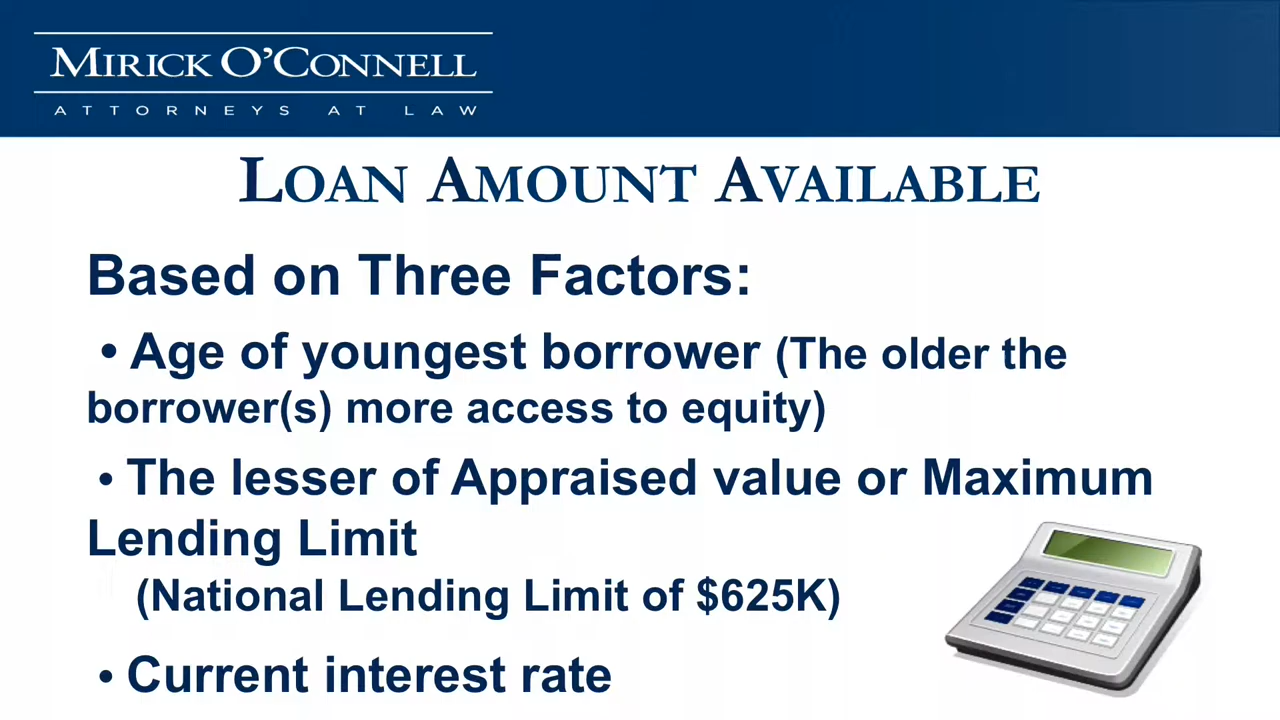 MIRICK O'CONNELL
ATTORNEYS AT LAW
LOAN AMOUNT AVAILABLE
Based on Three Factors:
• Age of youngest borrower (The older the
borrower(s) more access to equity)
• The lesser of Appraised value or Maximum
Lending Limit
(National Lending Limit of $625K)
• Current interest rate